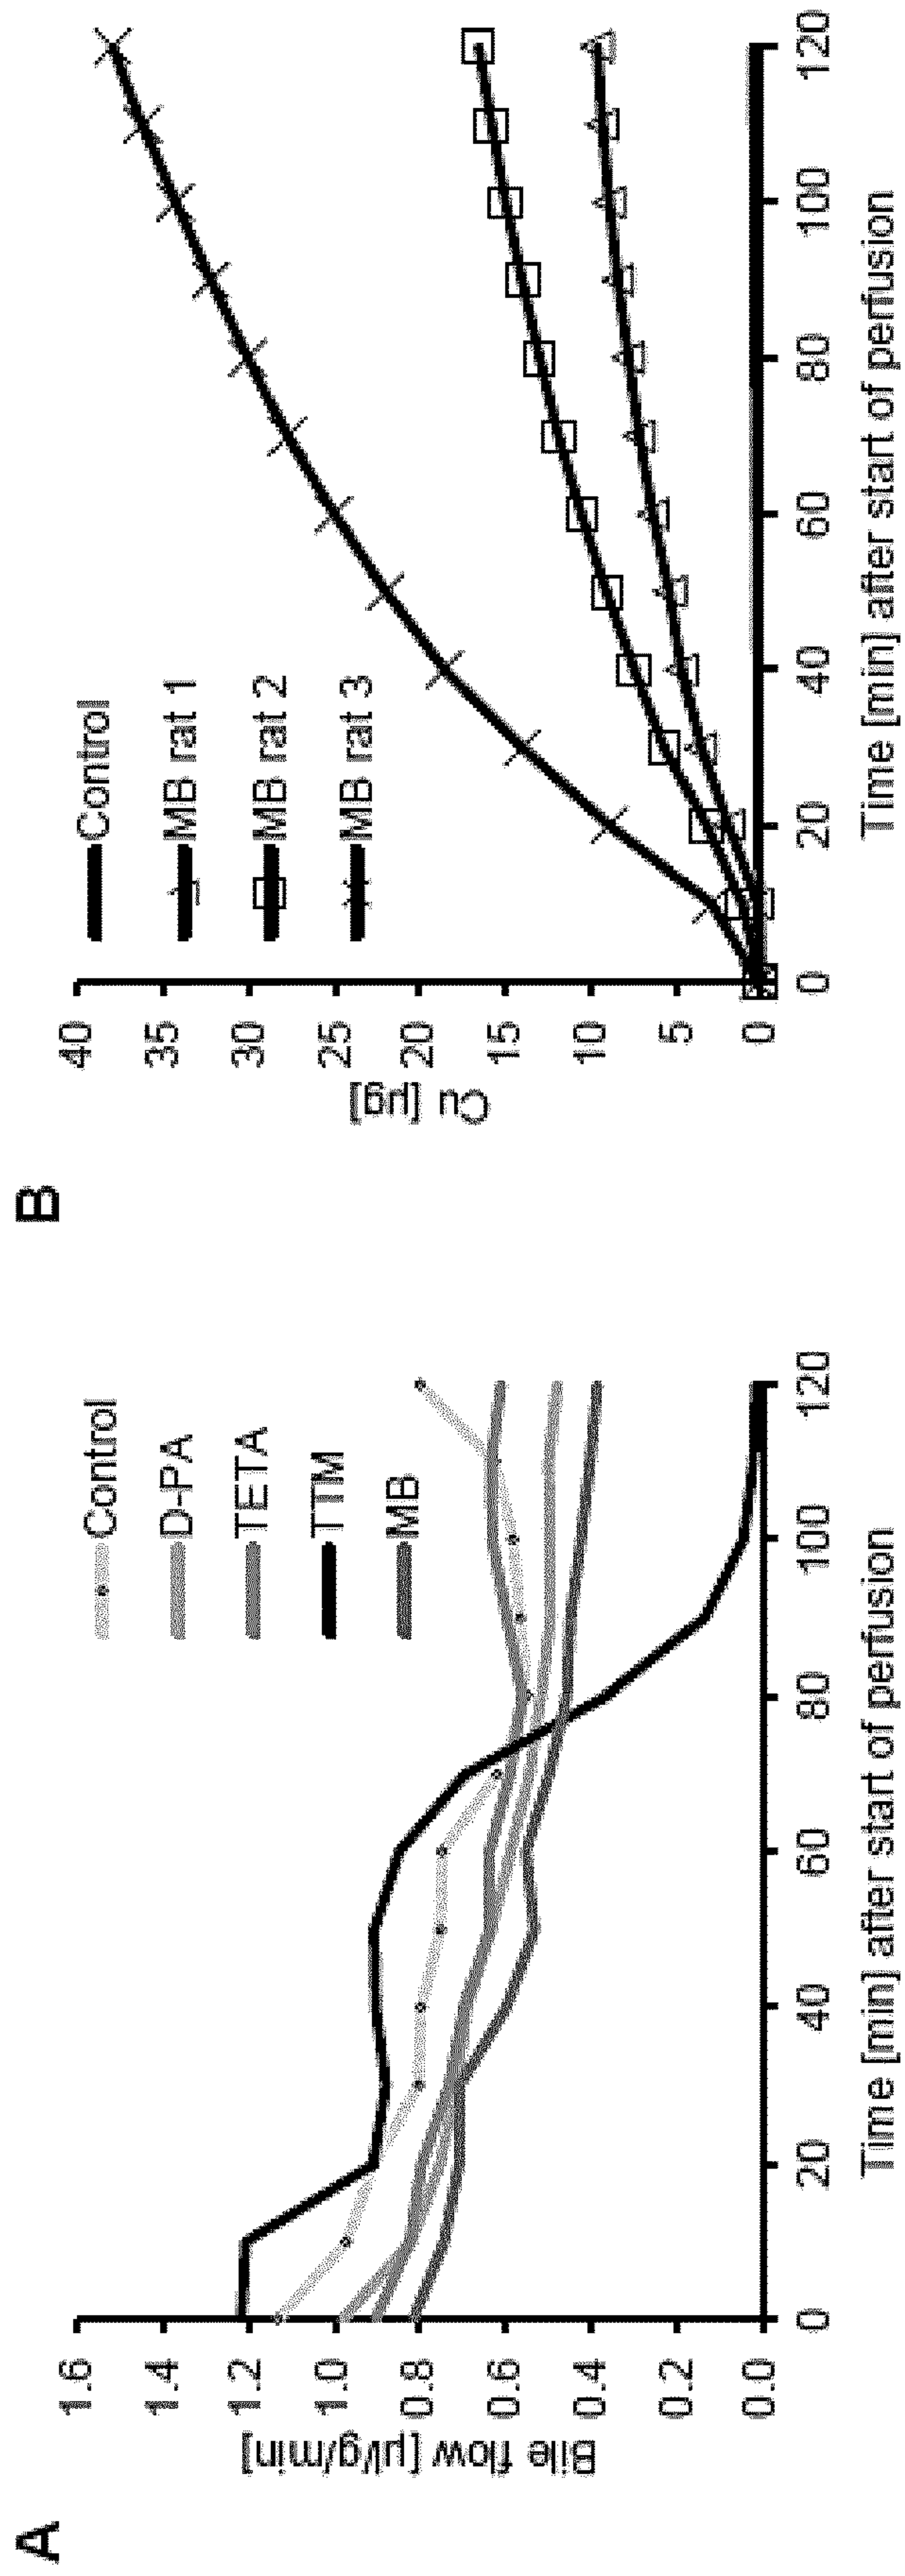 A
Bile flow [µl/g/min]
1.6
1.4
1.2
1.0
0.8
0.6
0.4
0.2
0.0
0 20 40 60 80 100 120
Time [min] after start of perfusion
Control
D-PA
TETA
TTM
MB
B
Cu [µg]
40
35
30
25
20
15
10
5
0
0 20 40 60 80 100 120
Time [min] after start of perfusion
Control
MB rat 1
MB rat 2
MB rat 3